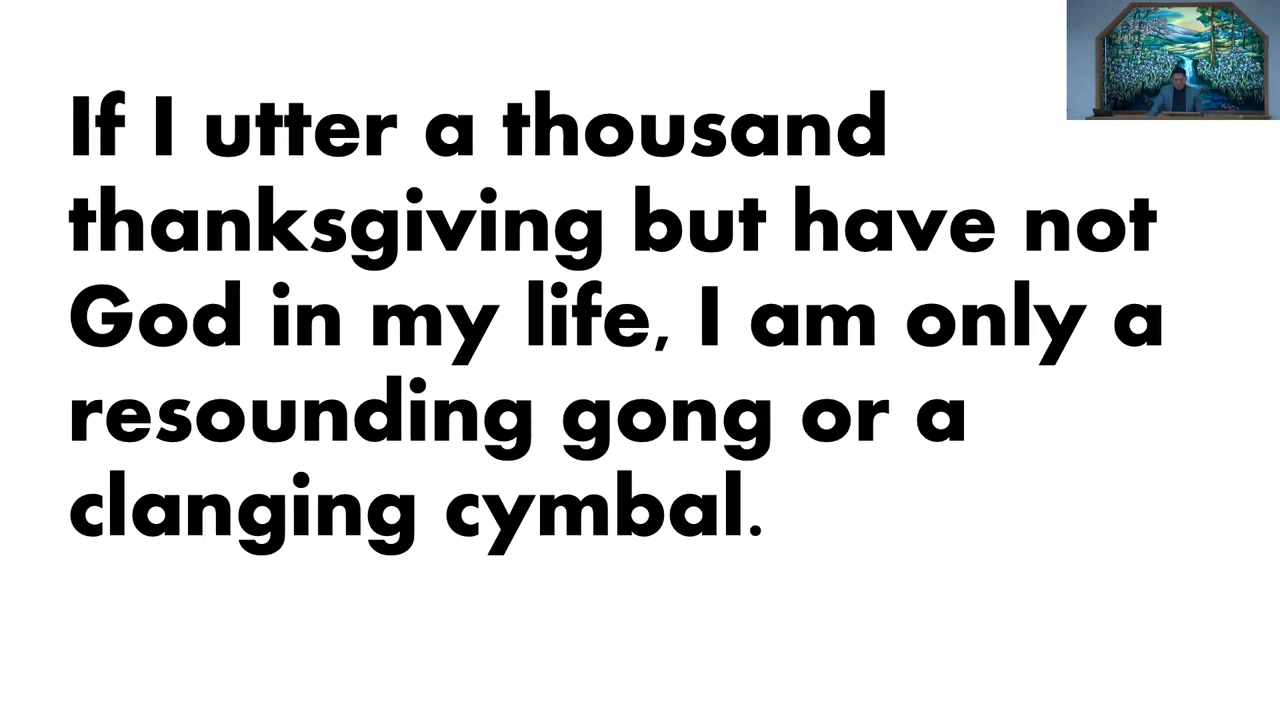 If I utter a thousand
thanksgiving but have not
God in my life, I am only a
resounding gong or a
clanging cymbal.